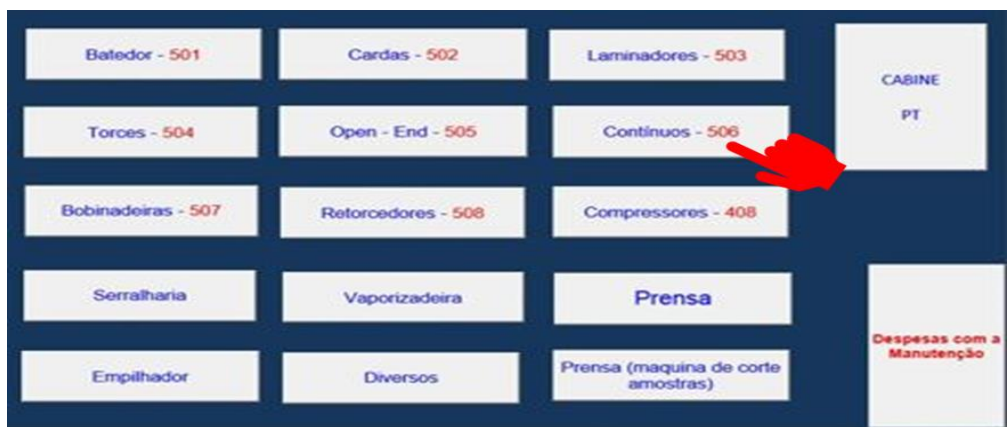 Batedor - 501
Cardas - 502
Laminadores - 503
CABINE
PT
Torces - 504
Open - End - 505
Contínuos - 506
Bobinadeiras - 507
Retorcedores - 508
Compressores - 408
Serralharia
Vaporizadeira
Prensa
Despesas com a
Manutenção
Empilhador
Diversos
Prensa (maquina de corte
amostras)